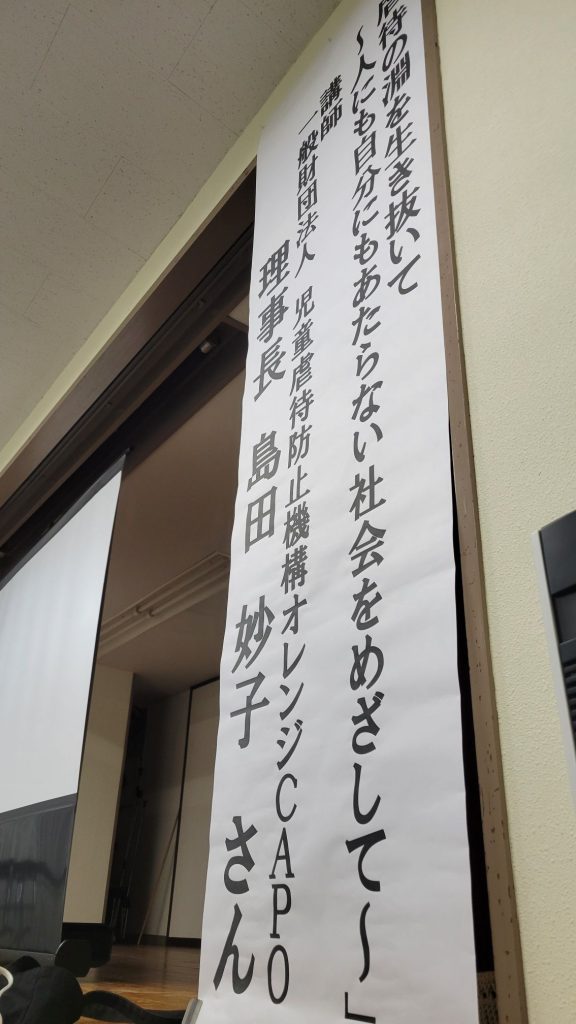 虐待の淵を生き抜いて
~人にも自分にもあたらない社会をめざして~」
講師
一般財団法人 児童虐待防止機構オレンジCAPO
理事長 島田 妙子 さん